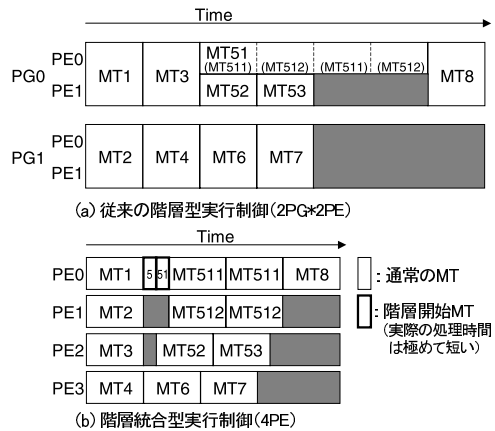 Time
PE0
PG0
PE1
MT1
MT3
MT51
(MT511)
(MT512)
(MT511)
(MT512)
MT52
MT53
MT8
PE0
PG1
PE1
MT2
MT4
MT6
MT7
(a) 従来の階層型実行制御(2PG*2PE)
Time
PE0
MT1
5
51
MT511
MT511
MT8
PE1
MT2
MT512
MT512
PE2
MT3
MT52
MT53
PE3
MT4
MT6
MT7
: 通常のMT
: 階層開始MT
(実際の処理時間
は極めて短い)
(b) 階層統合型実行制御(4PE)